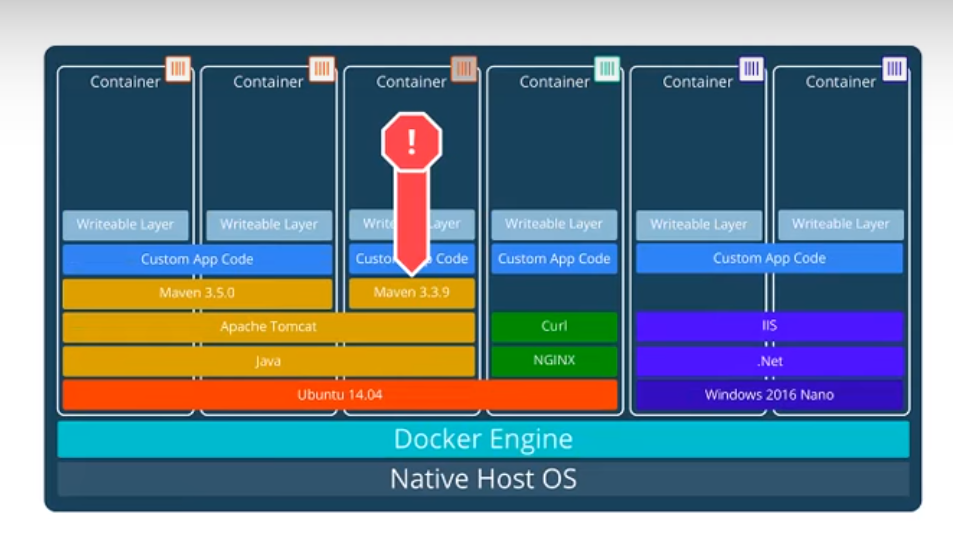 Container Container Container Container Container Container
!
Writeable Layer Writeable Layer Layer Writeable Layer Writeable Layer Writeable Layer
Custom App Code Code Custom App Code Custom App Code
Maven 3.5.0 Maven 3.3.9
Apache Tomcat Curl IIS
Java NGINX .Net
Ubuntu 14.04 Windows 2016 Nano
Docker Engine
Native Host OS